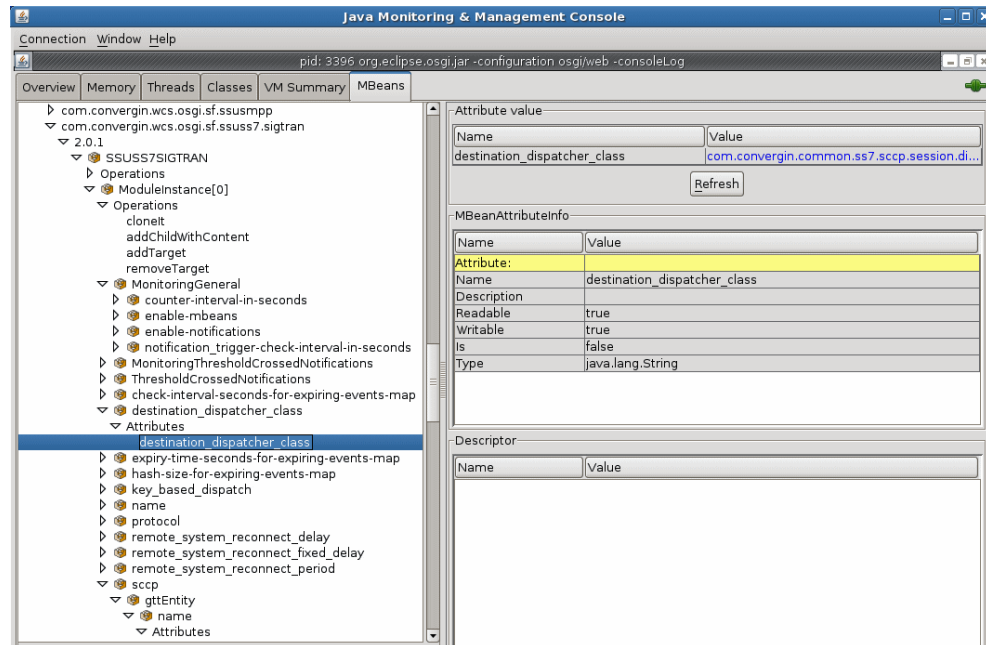 Java Monitoring & Management Console
Connection Window Help
pid: 3396 org.eclipse.osgi.jar -configuration osgi/web -consoleLog
Overview Memory Threads Classes VM Summary MBeans
com.convergin.wcs.osgi.sf.ssusmpp
com.convergin.wcs.osgi.sf.ssuss7.sigtran
2.0.1
SSUSS7SIGTRAN
Operations
ModuleInstance[0]
Operations
cloneIt
addChildWithContent
addTarget
removeTarget
MonitoringGeneral
counter-interval-in-seconds
enable-mbeans
enable-notifications
notification_trigger-check-interval-in-seconds
MonitoringThresholdCrossedNotifications
ThresholdCrossedNotifications
check-interval-seconds-for-expiring-events-map
destination_dispatcher_class
Attributes
destination_dispatcher_class
expiry-time-seconds-for-expiring-events-map
hash-size-for-expiring-events-map
key_based_dispatch
name
protocol
remote_system_reconnect_delay
remote_system_reconnect_fixed_delay
remote_system_reconnect_period
sccp
gttEntity
name
Attributes
Attribute value
Name Value
destination_dispatcher_class com.convergin.common.ss7.sccp.session.di...
Refresh
MBeanAttributeInfo
Name Value
Attribute:
Name destination_dispatcher_class
Description
Readable true
Writable true
Is false
Type java.lang.String
Descriptor
Name Value